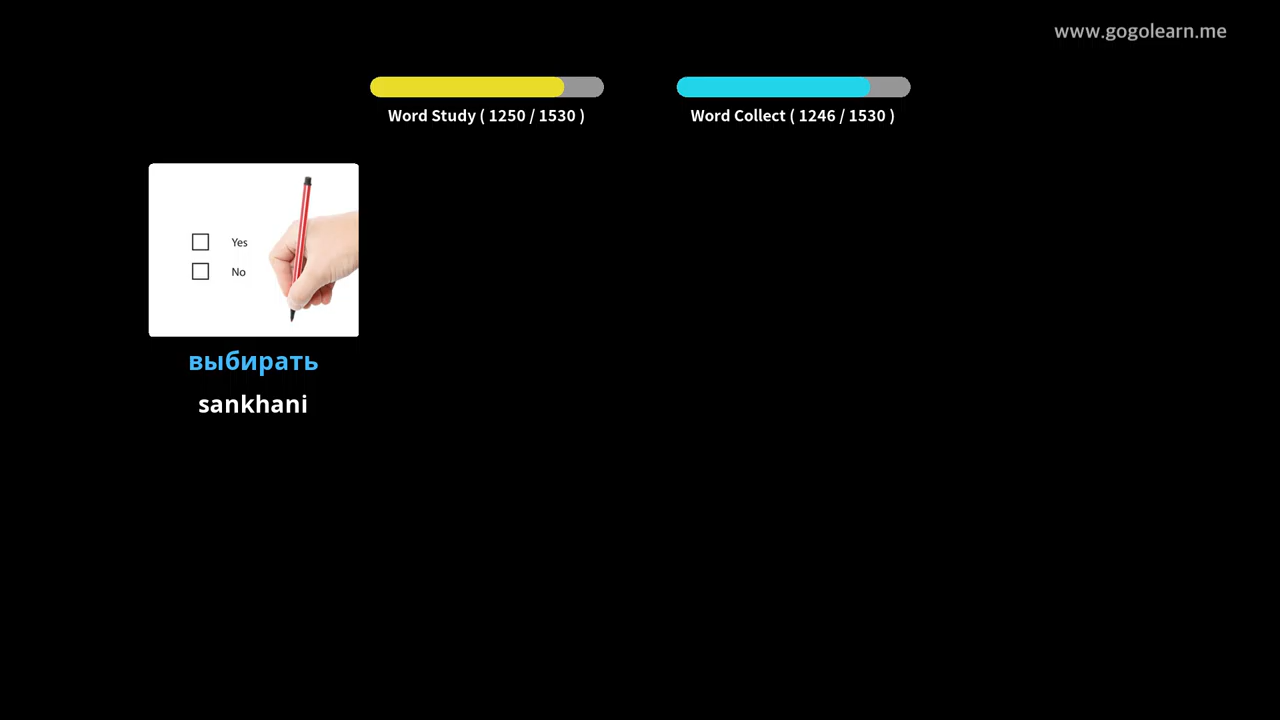 www.gogolearn.me
Word Study ( 1250 / 1530 )
Word Collect ( 1246 / 1530 )
Yes
No
выбирать
sankhani